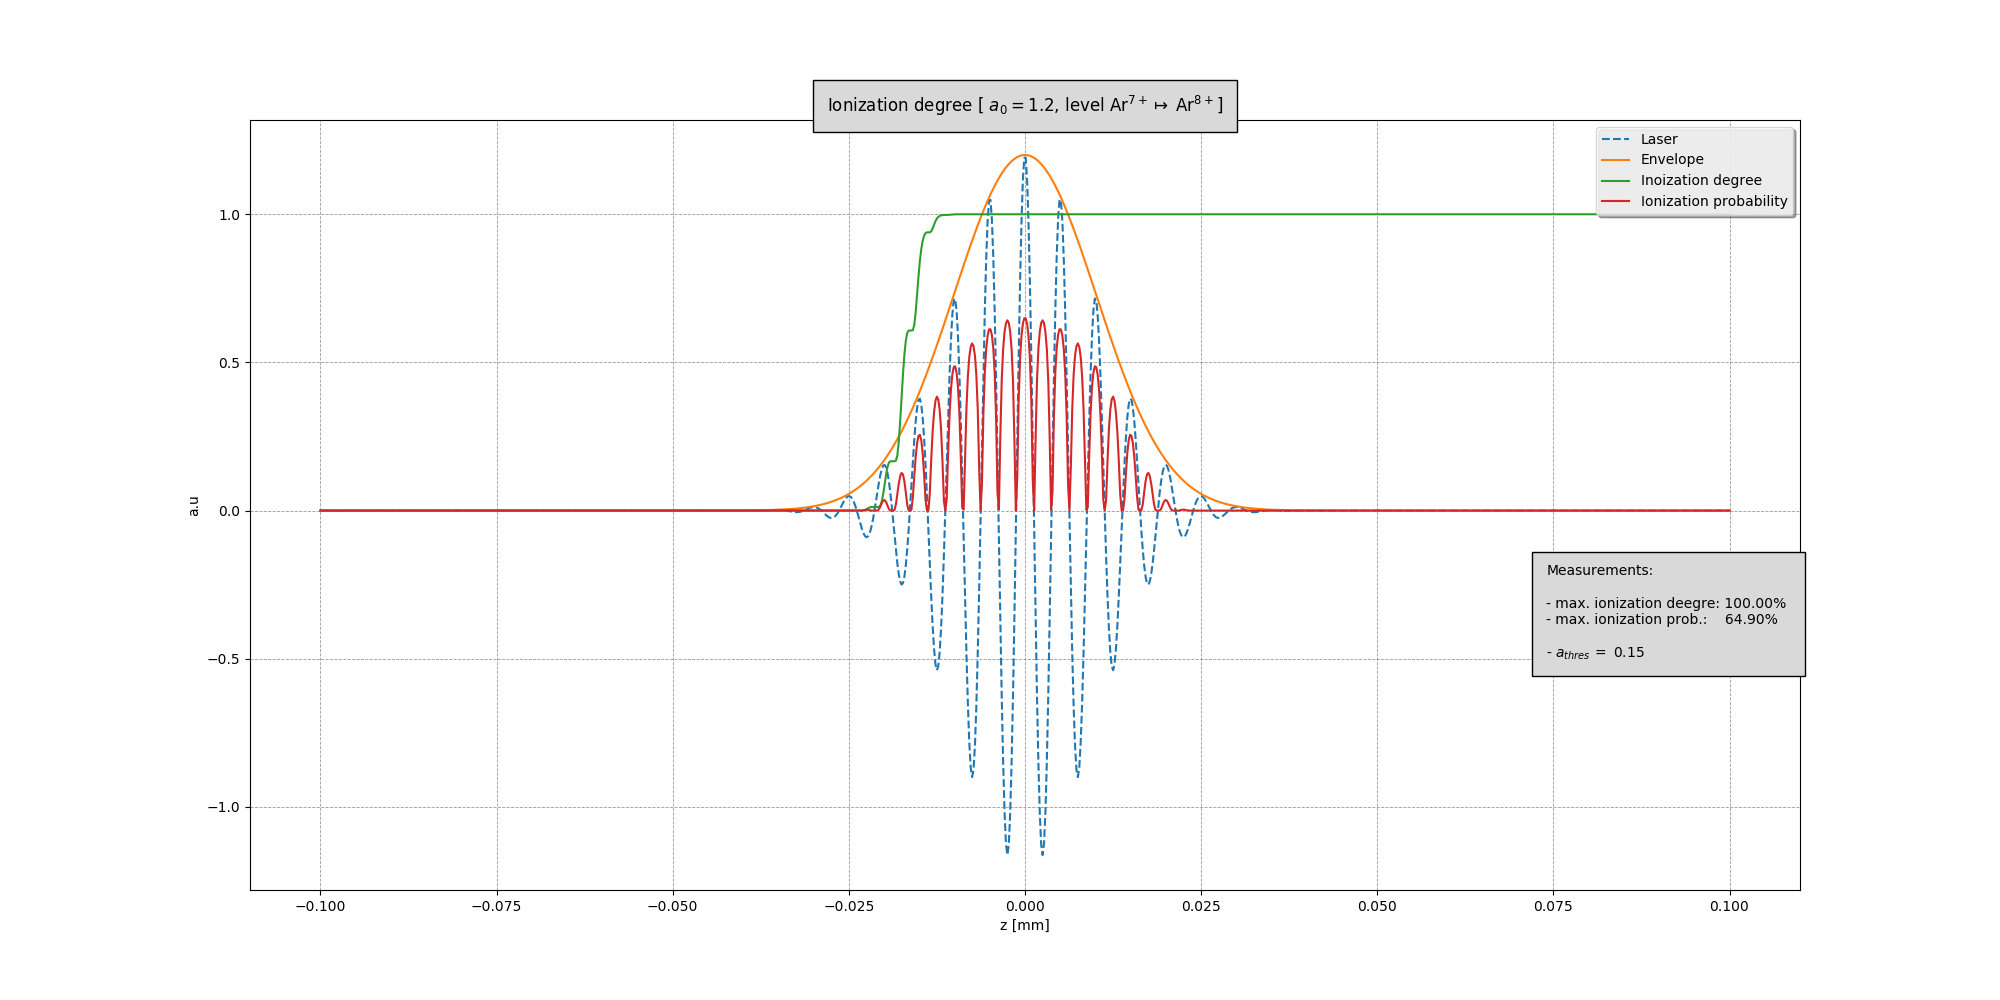 Ionization degree [ a₀ = 1.2, level Ar⁷⁺ ↦ Ar⁸⁺]
Laser
Envelope
Inoization degree
Ionization probability
1.0
0.5
0.0
−0.5
−1.0
a.u
Measurements:
- max. ionization deegre: 100.00%
- max. ionization prob.: 64.90%
- a_thres = 0.15
−0.100
−0.075
−0.050
−0.025
0.000
0.025
0.050
0.075
0.100
z [mm]